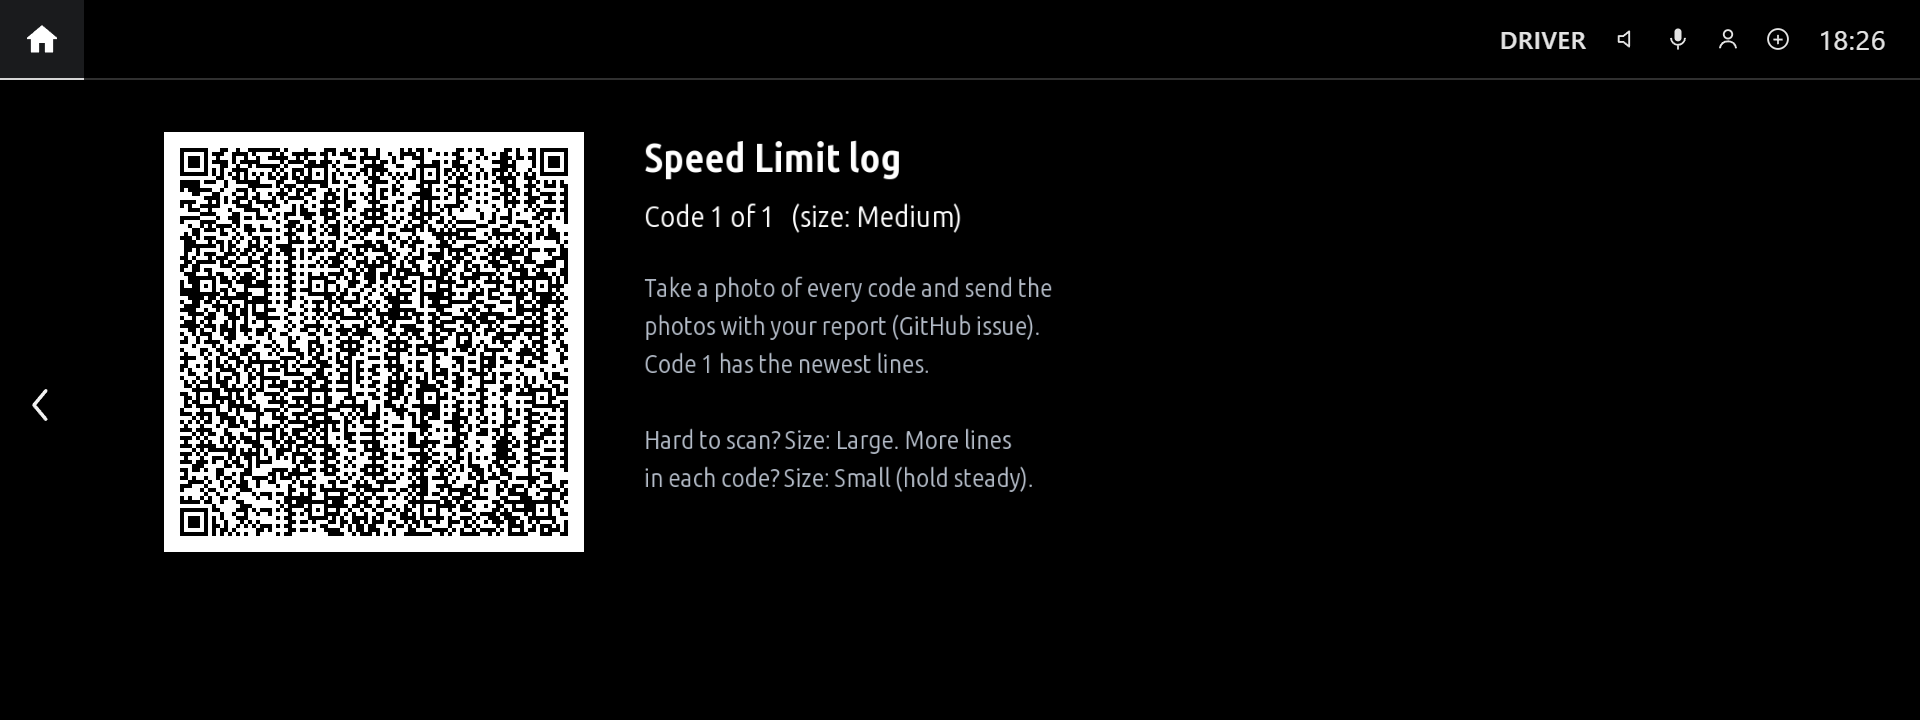 DRIVER 18:26
Speed Limit log
Code 1 of 1 (size: Medium)
Take a photo of every code and send the
photos with your report (GitHub issue).
Code 1 has the newest lines.
Hard to scan? Size: Large. More lines
in each code? Size: Small (hold steady).